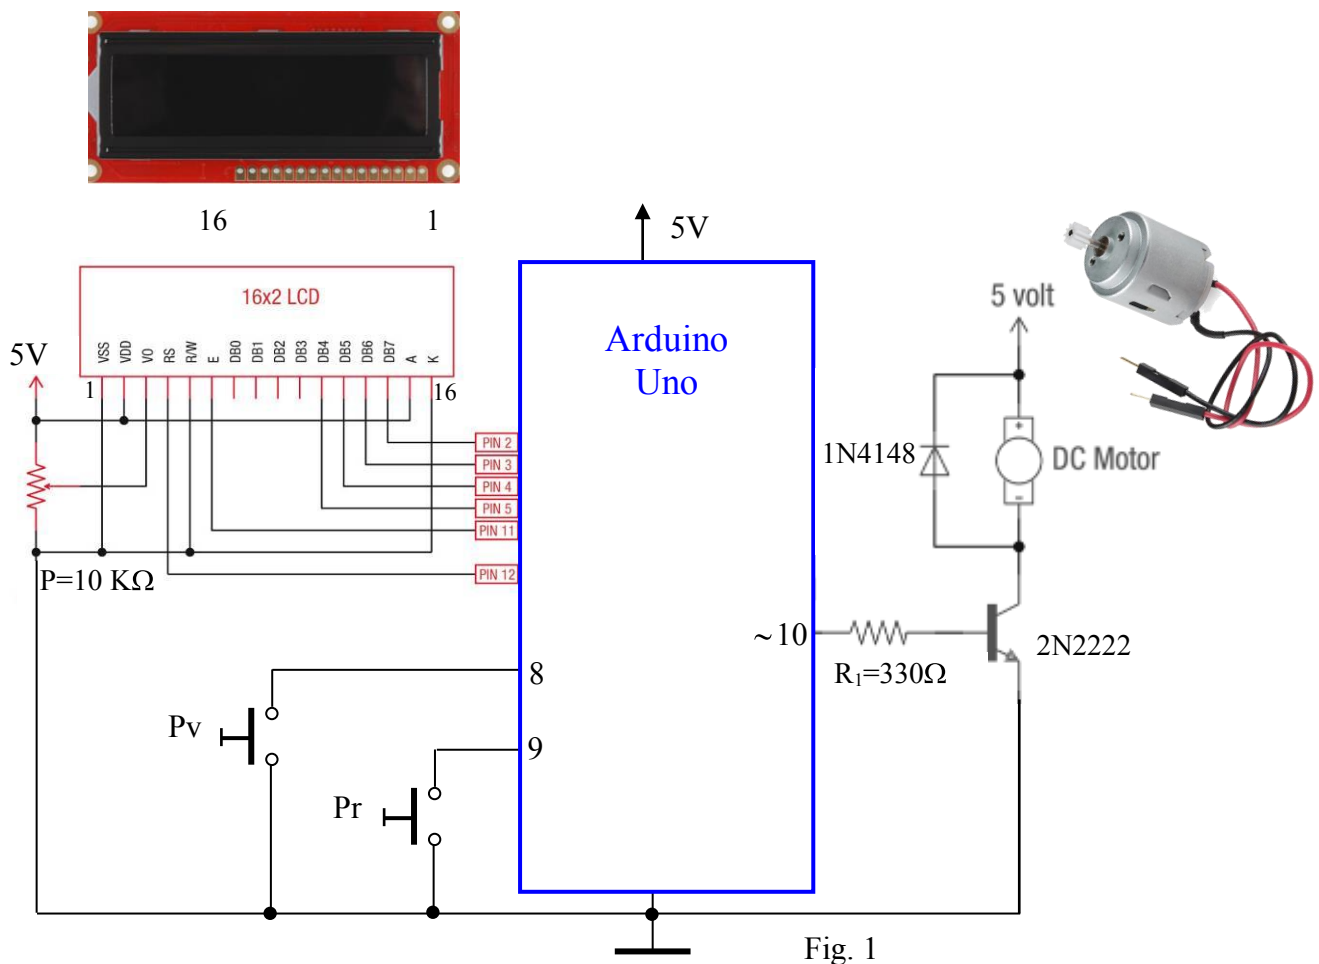 16
1
5V
16x2 LCD
5 volt
VSS
VDD
VO
RS
R/W
E
DB0
DB1
DB2
DB3
DB4
DB5
DB6
DB7
A
K
5V
1
16
Arduino
Uno
PIN 2
PIN 3
PIN 4
PIN 5
PIN 11
PIN 12
P=10 KΩ
+
1N4148
DC Motor
–
~10
R₁=330Ω
2N2222
8
Pv
9
Pr
Fig. 1